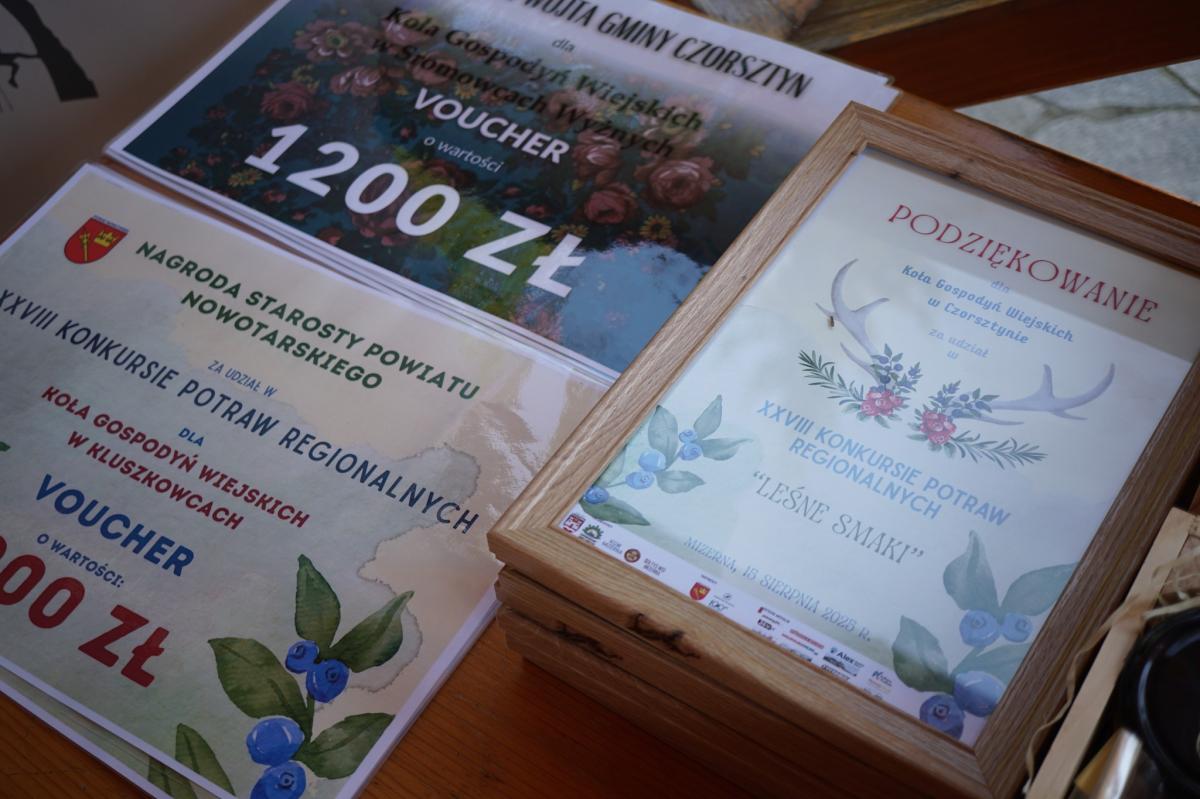 WÓJTA GMINY CZORSZTYN
dla
Koła Gospodyń Wiejskich
w Sromowcach Wyżnych
VOUCHER
o wartości
1200 ZŁ
NAGRODA STAROSTY POWIATU
NOWOTARSKIEGO
ZA UDZIAŁ W
XXVIII KONKURSIE POTRAW REGIONALNYCH
DLA
KOŁA GOSPODYŃ WIEJSKICH
W KLUSZKOWCACH
VOUCHER
O WARTOŚCI:
00 ZŁ
PODZIĘKOWANIE
dla
Koła Gospodyń Wiejskich
w Czorsztynie
za udział
w
XXVIII KONKURSIE POTRAW
REGIONALNYCH
"LEŚNE SMAKI"
MIZERNA, 15 SIERPNIA 2025 R.